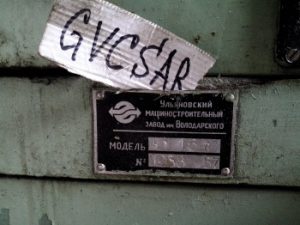 GVCSAR
Ульяновский
машиностроительный
завод им. Володарского
Модель
№